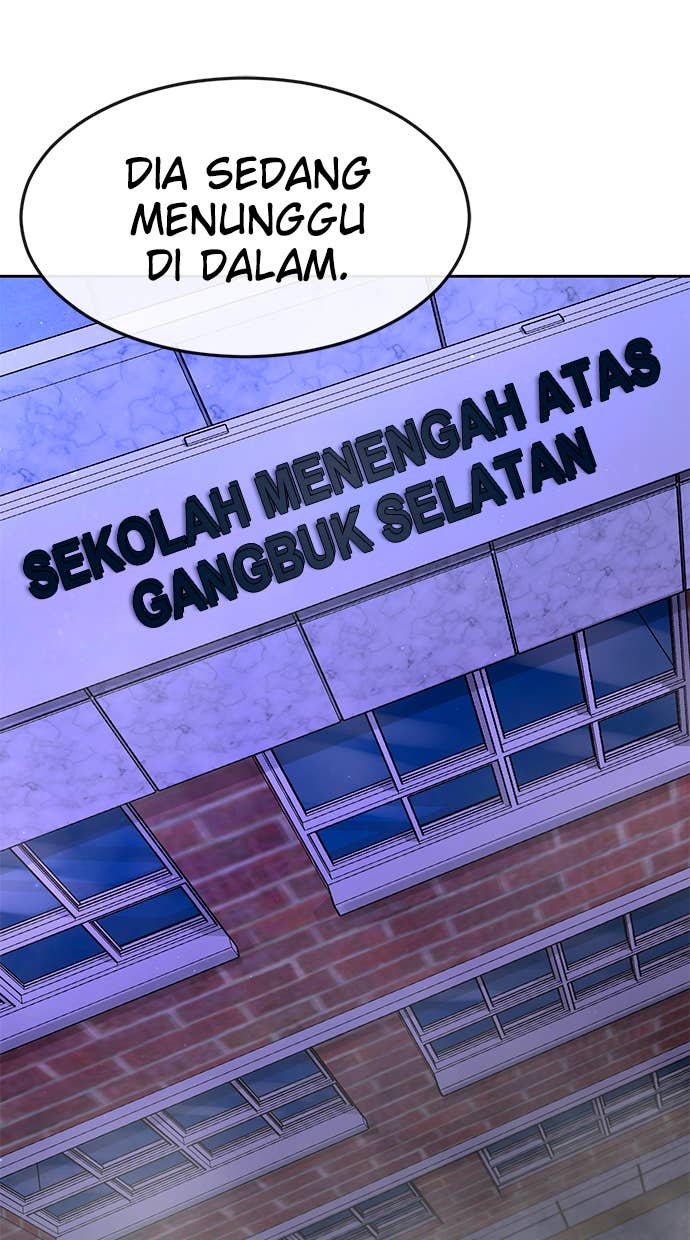 DIA SEDANG
MENUNGGU
DI DALAM.
SEKOLAH MENENGAH ATAS
GANGBUK SELATAN